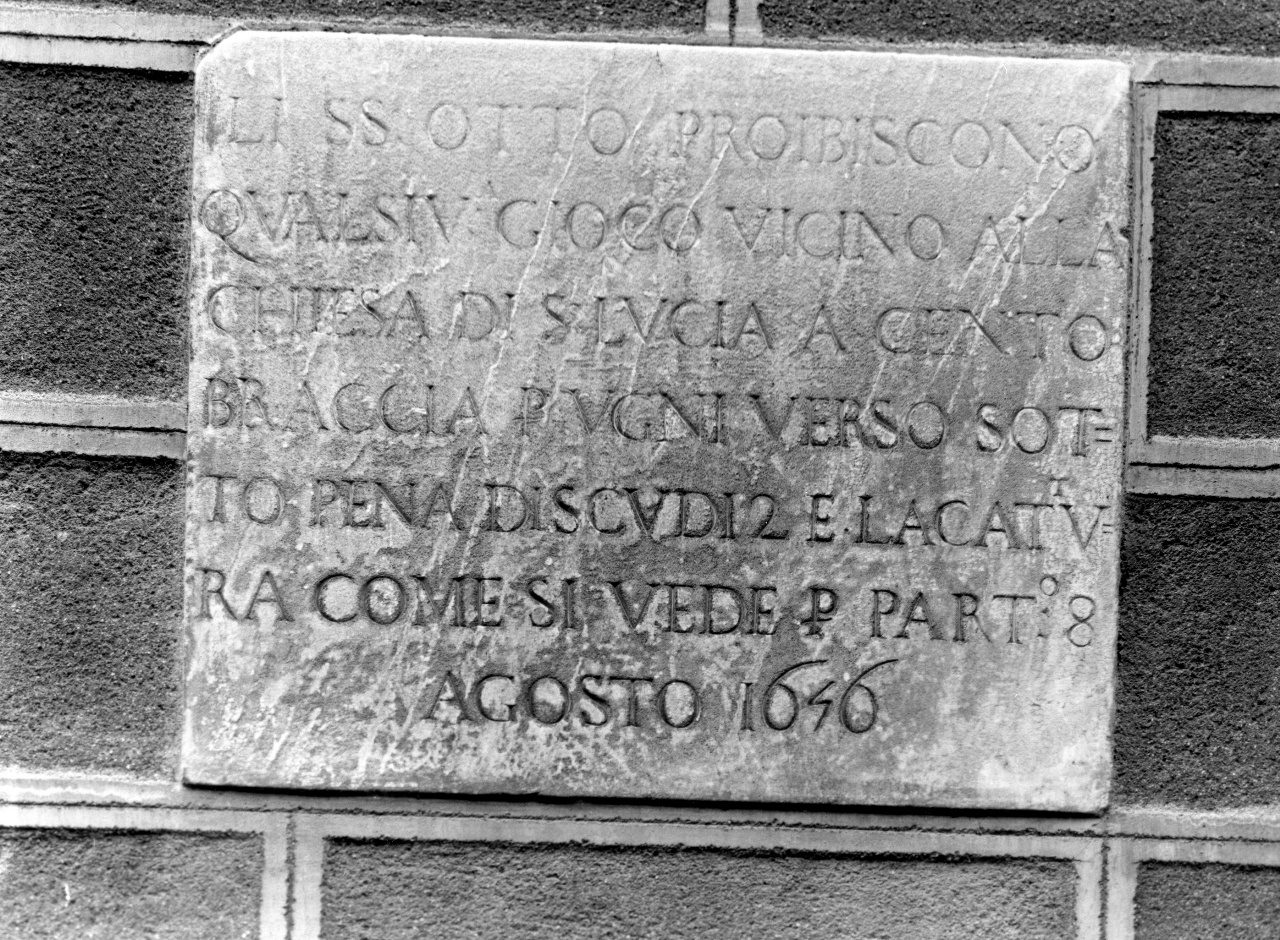 LI SS. OTTO PROIBISCONO
QVALSIV GIOCO VICINO ALLA
CHIESA DI S. LVCIA A CENTO
BRACCIA P VGNI VERSO SOT=
TO PENA DI SCVDI 2 E LA CATV=
RA COME SI VEDE P PART.º 8
AGOSTO 1646